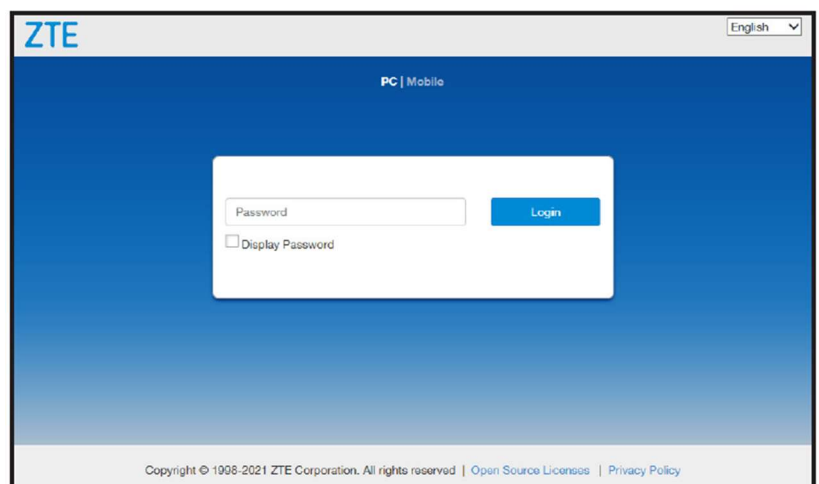 ZTE
English
PC | Mobile
Password
Login
Display Password
Copyright © 1998-2021 ZTE Corporation. All rights reserved | Open Source Licenses | Privacy Policy